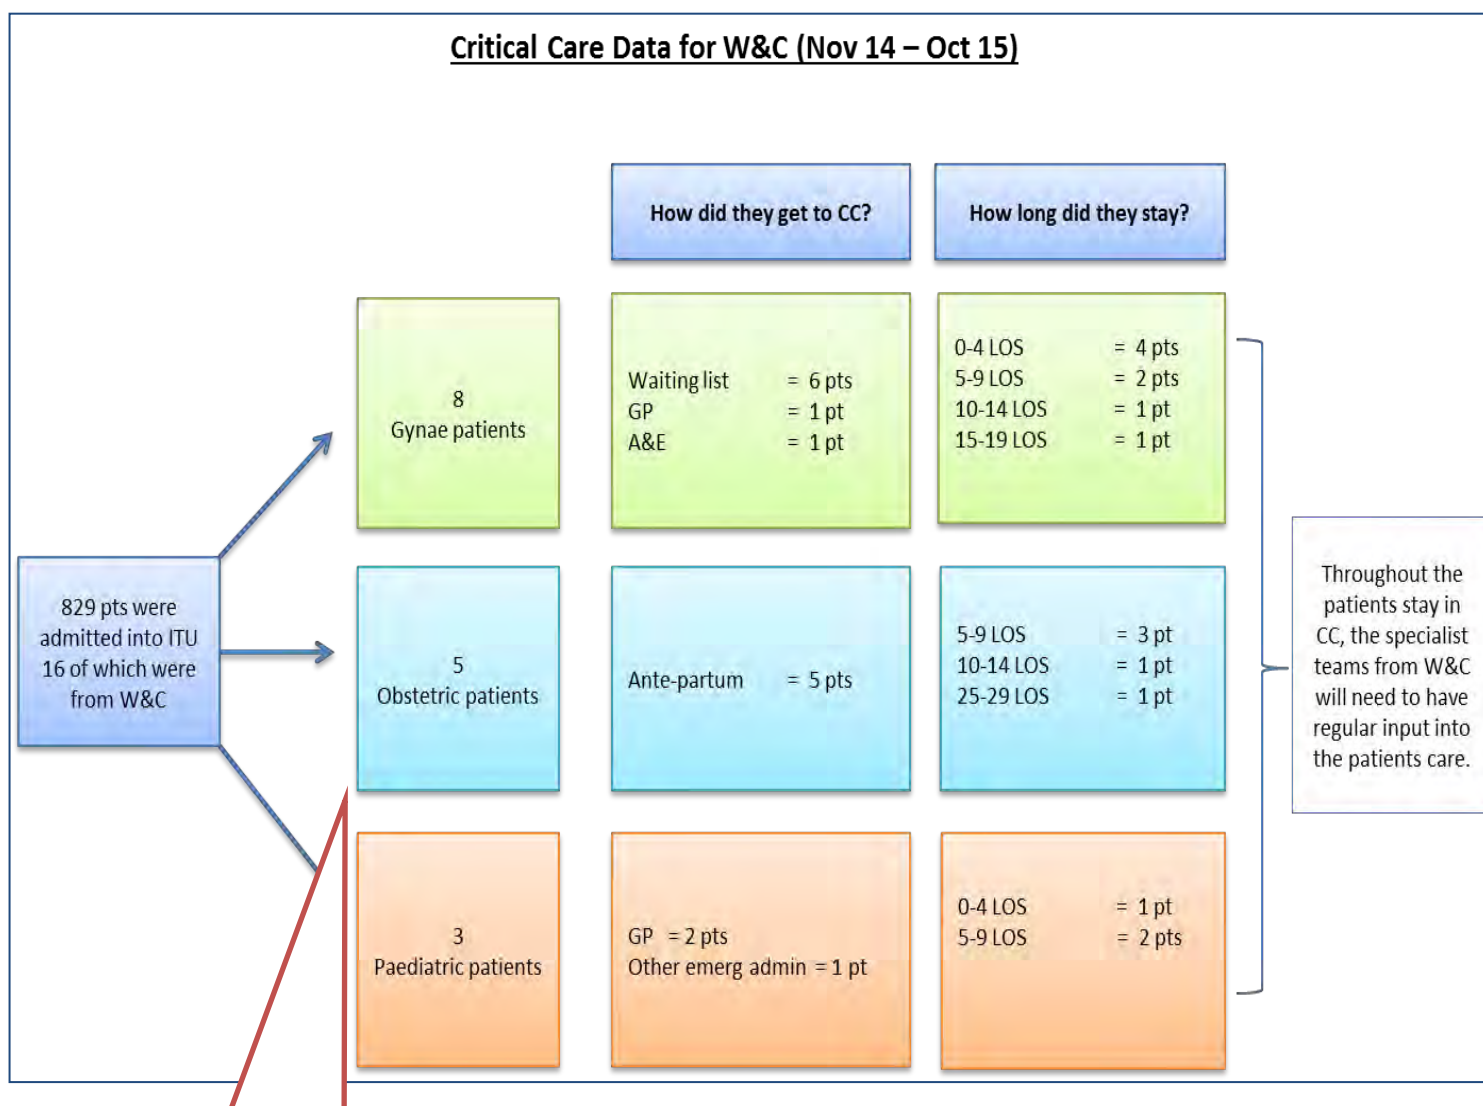 Critical Care Data for W&C (Nov 14 – Oct 15)
How did they get to CC?
How long did they stay?
829 pts were
admitted into ITU
16 of which were
from W&C
8
Gynae patients
Waiting list = 6 pts
GP = 1 pt
A&E = 1 pt
0-4 LOS = 4 pts
5-9 LOS = 2 pts
10-14 LOS = 1 pt
15-19 LOS = 1 pt
5
Obstetric patients
Ante-partum = 5 pts
5-9 LOS = 3 pt
10-14 LOS = 1 pt
25-29 LOS = 1 pt
3
Paediatric patients
GP = 2 pts
Other emerg admin = 1 pt
0-4 LOS = 1 pt
5-9 LOS = 2 pts
Throughout the
patients stay in
CC, the specialist
teams from W&C
will need to have
regular input into
the patients care.